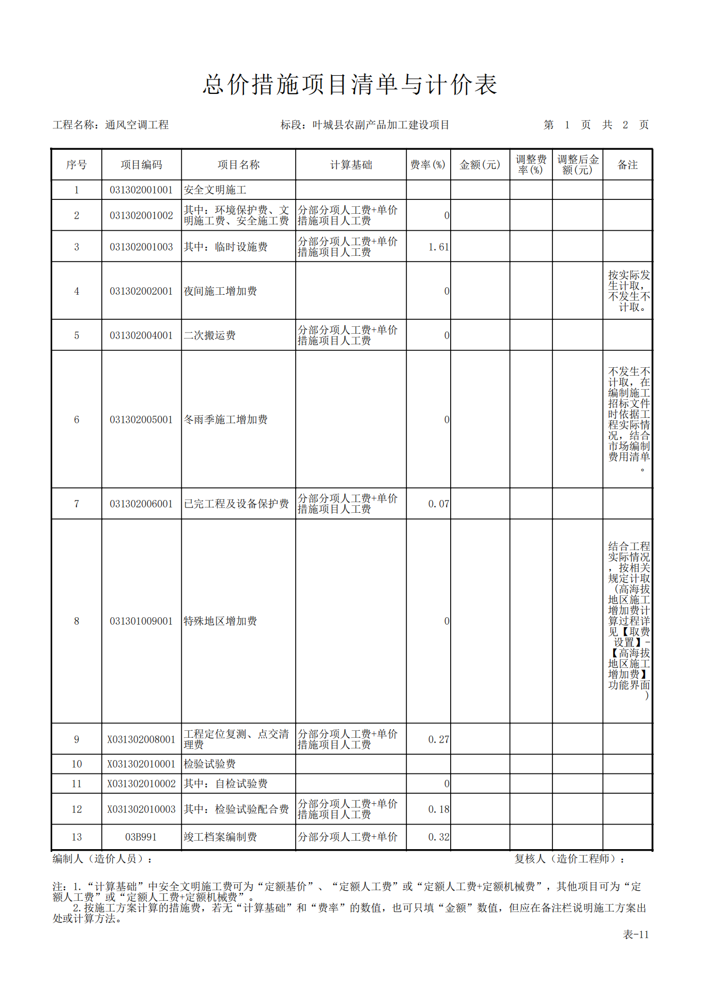 总价措施项目清单与计价表
工程名称：通风空调工程 标段：叶城县农副产品加工建设项目 第 1 页 共 2 页
序号 项目编码 项目名称 计算基础 费率(%) 金额(元) 调整费 调整后金 备注
率(%) 额(元)
1 031302001001 安全文明施工
2 031302001002 其中：环境保护费、文 分部分项人工费+单价 0
明施工费、安全施工费 措施项目人工费
3 031302001003 其中：临时设施费 分部分项人工费+单价 1.61
措施项目人工费
4 031302002001 夜间施工增加费 0 按实际发
生计取，
不发生不
计取。
5 031302004001 二次搬运费 分部分项人工费+单价 0
措施项目人工费
6 031302005001 冬雨季施工增加费 0 不发生不
计取，在
编制施工
招标文件
时依据工
程实际情
况，结合
市场编制
费用清单
。
7 031302006001 已完工程及设备保护费 分部分项人工费+单价 0.07
措施项目人工费
8 031301009001 特殊地区增加费 0 结合工程
实际情况
，按相关
规定计取
(高海拔
地区施工
增加费计
算过程详
见【取费
设置】-
【高海拔
地区施工
增加费】
功能界面
)
9 X031302008001 工程定位复测、点交清 分部分项人工费+单价 0.27
理费 措施项目人工费
10 X031302010001 检验试验费
11 X031302010002 其中：自检试验费 0
12 X031302010003 其中：检验试验配合费 分部分项人工费+单价 0.18
措施项目人工费
13 03B991 竣工档案编制费 分部分项人工费+单价 0.32
编制人（造价人员）： 复核人（造价工程师）：
注：1.“计算基础”中安全文明施工费可为“定额基价”、“定额人工费”或“定额人工费+定额机械费”，其他项目可为“定
额人工费”或“定额人工费+定额机械费”。
2.按施工方案计算的措施费，若无“计算基础”和“费率”的数值，也可只填“金额”数值，但应在备注栏说明施工方案出
处或计算方法。
表-11